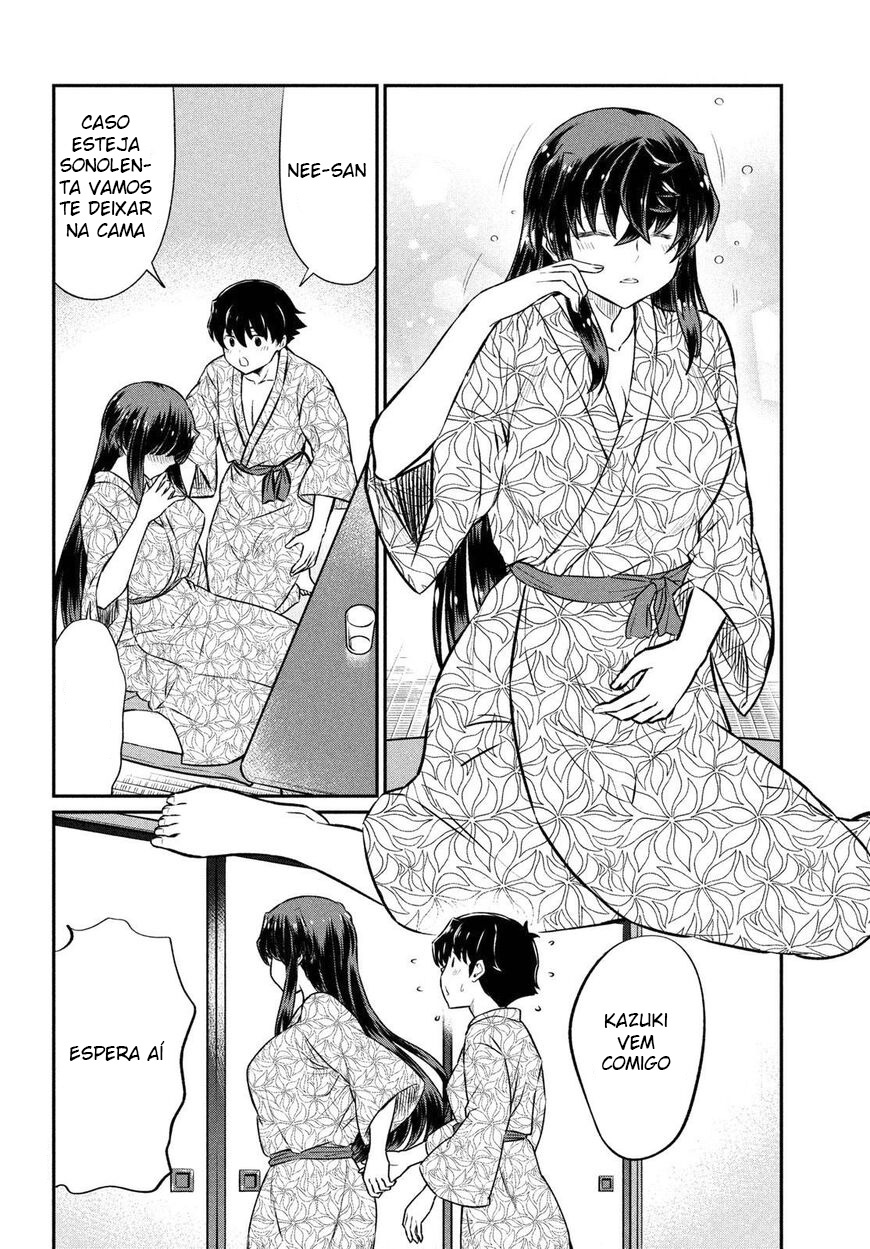 NEE-SAN
CASO
ESTEJA
SONOLEN-
TA VAMOS
TE DEIXAR
NA CAMA
KAZUKI
VEM
COMIGO
ESPERA AÍ